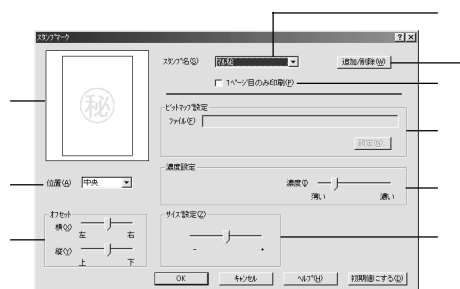 ｽﾀﾝﾌﾟﾏｰｸ
ｽﾀﾝﾌﾟ名(S)
ﾏﾙ秘
追加/削除(W)
1ﾍﾟｰｼﾞ目のみ印刷(P)
秘
ﾋﾞｯﾄﾏｯﾌﾟ設定
ﾌｧｲﾙ(F)
設定(N)...
濃度設定
濃度(I)
薄い
濃い
位置(A)
中央
ｵﾌｾｯﾄ
横(X)
左
右
縦(Y)
上
下
ｻｲｽﾞ設定(Z)
-
+
OK
ｷｬﾝｾﾙ
ﾍﾙﾌﾟ(H)
初期値にする(D)